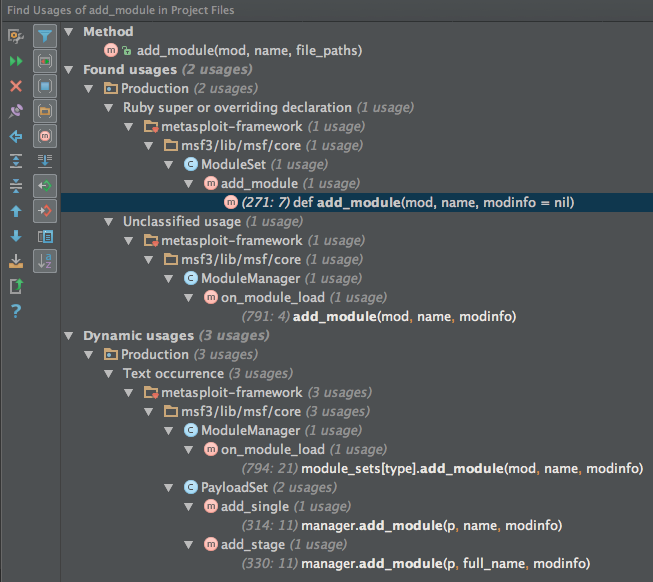 Find Usages of add_module in Project Files
Method
m add_module(mod, name, file_paths)
Found usages (2 usages)
Production (2 usages)
Ruby super or overriding declaration (1 usage)
metasploit-framework (1 usage)
msf3/lib/msf/core (1 usage)
C ModuleSet (1 usage)
m add_module (1 usage)
m (271: 7) def add_module(mod, name, modinfo = nil)
Unclassified usage (1 usage)
metasploit-framework (1 usage)
msf3/lib/msf/core (1 usage)
C ModuleManager (1 usage)
m on_module_load (1 usage)
(791: 4) add_module(mod, name, modinfo)
Dynamic usages (3 usages)
Production (3 usages)
Text occurrence (3 usages)
metasploit-framework (3 usages)
msf3/lib/msf/core (3 usages)
C ModuleManager (1 usage)
m on_module_load (1 usage)
(794: 21) module_sets[type].add_module(mod, name, modinfo)
C PayloadSet (2 usages)
m add_single (1 usage)
(314: 11) manager.add_module(p, name, modinfo)
m add_stage (1 usage)
(330: 11) manager.add_module(p, full_name, modinfo)